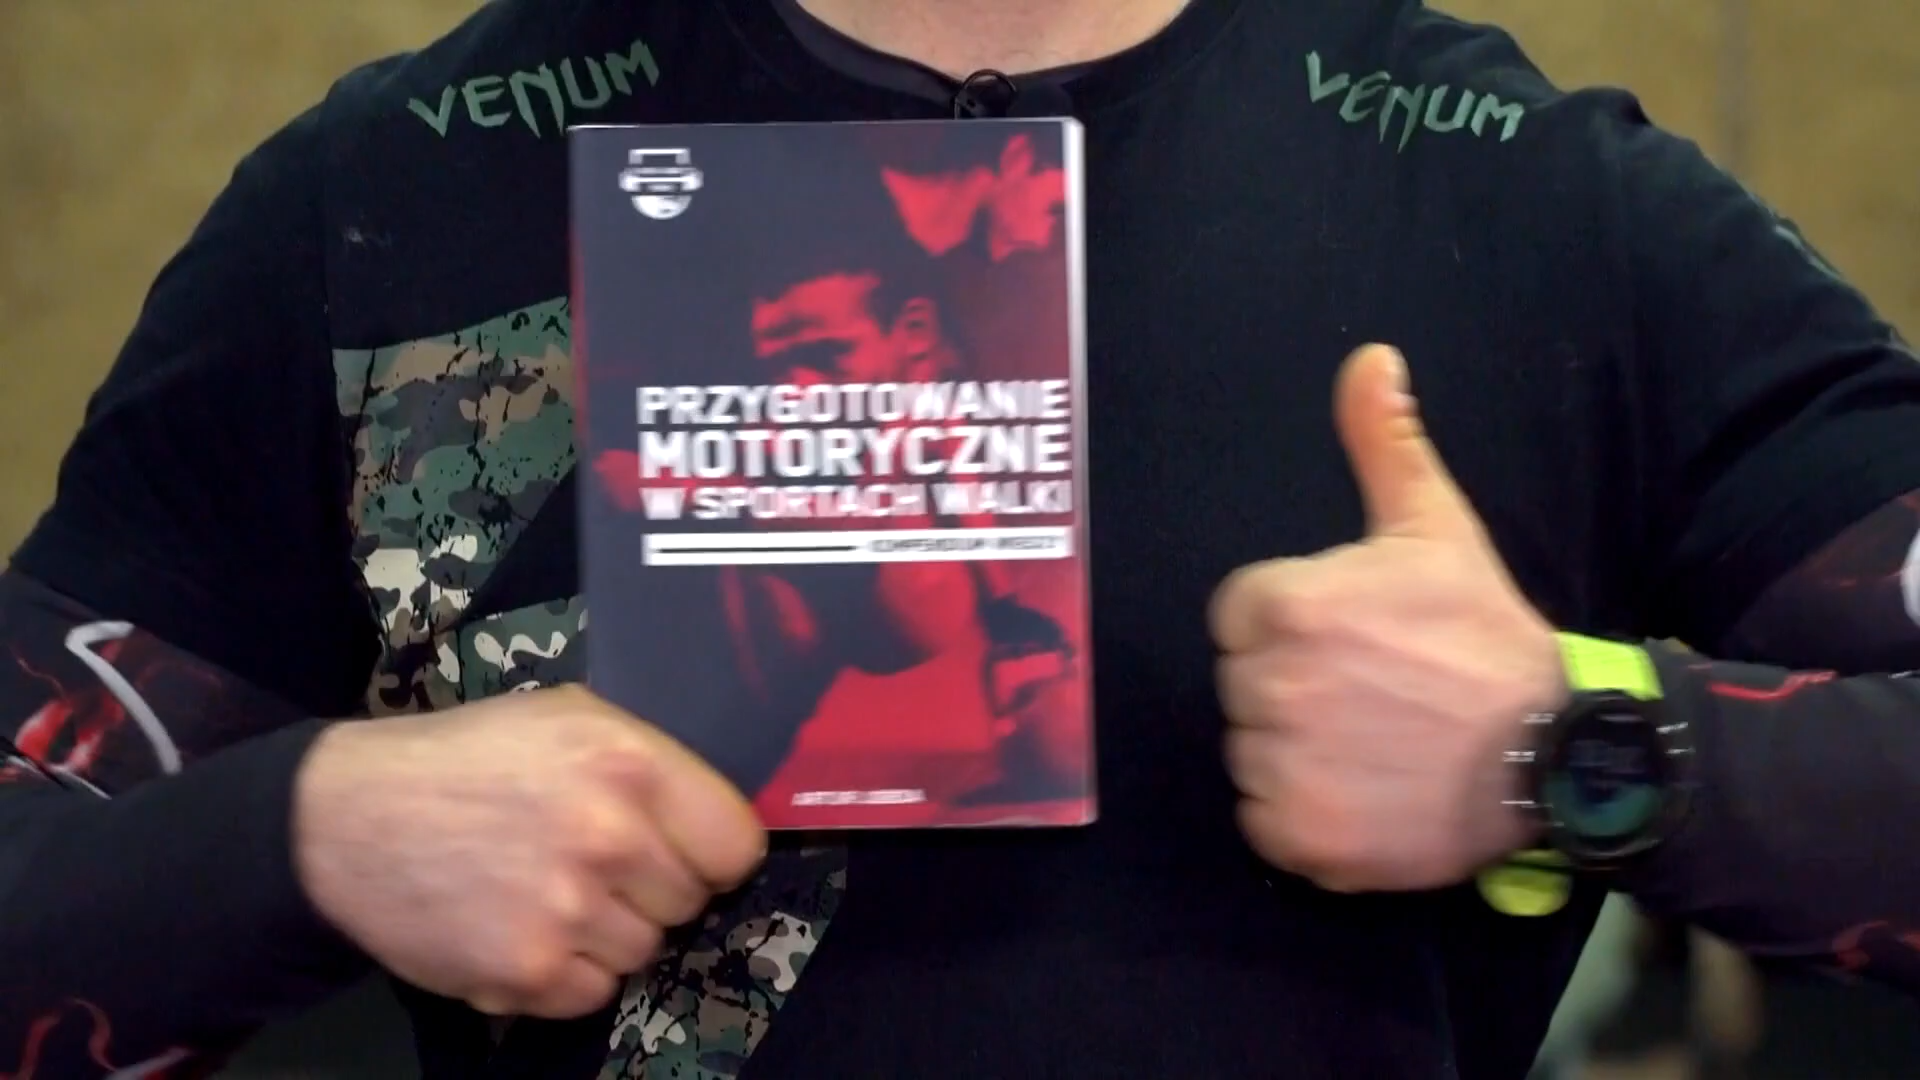 VENUM
VENUM
PRZYGOTOWANIE
MOTORYCZNE
W SPORTACH WALKI